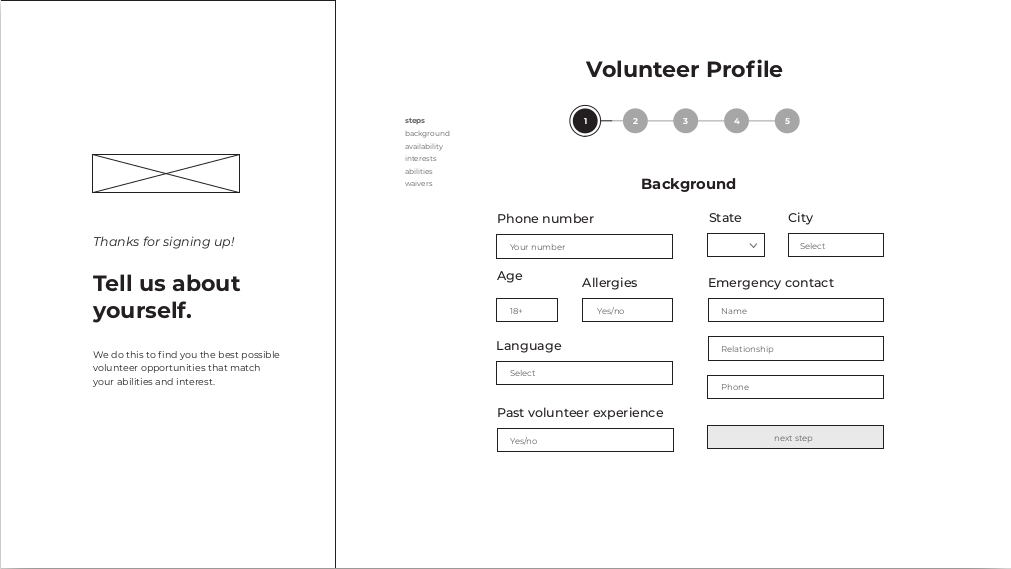 Thanks for signing up!
Tell us about
yourself.
We do this to find you the best possible
volunteer opportunities that match
your abilities and interest.
Volunteer Profile
1 2 3 4 5
steps
background
availability
interests
abilities
waivers
Background
Phone number
Your number
Age
18+
Allergies
Yes/no
Language
Select
Past volunteer experience
Yes/no
State
City
Select
Emergency contact
Name
Relationship
Phone
next step